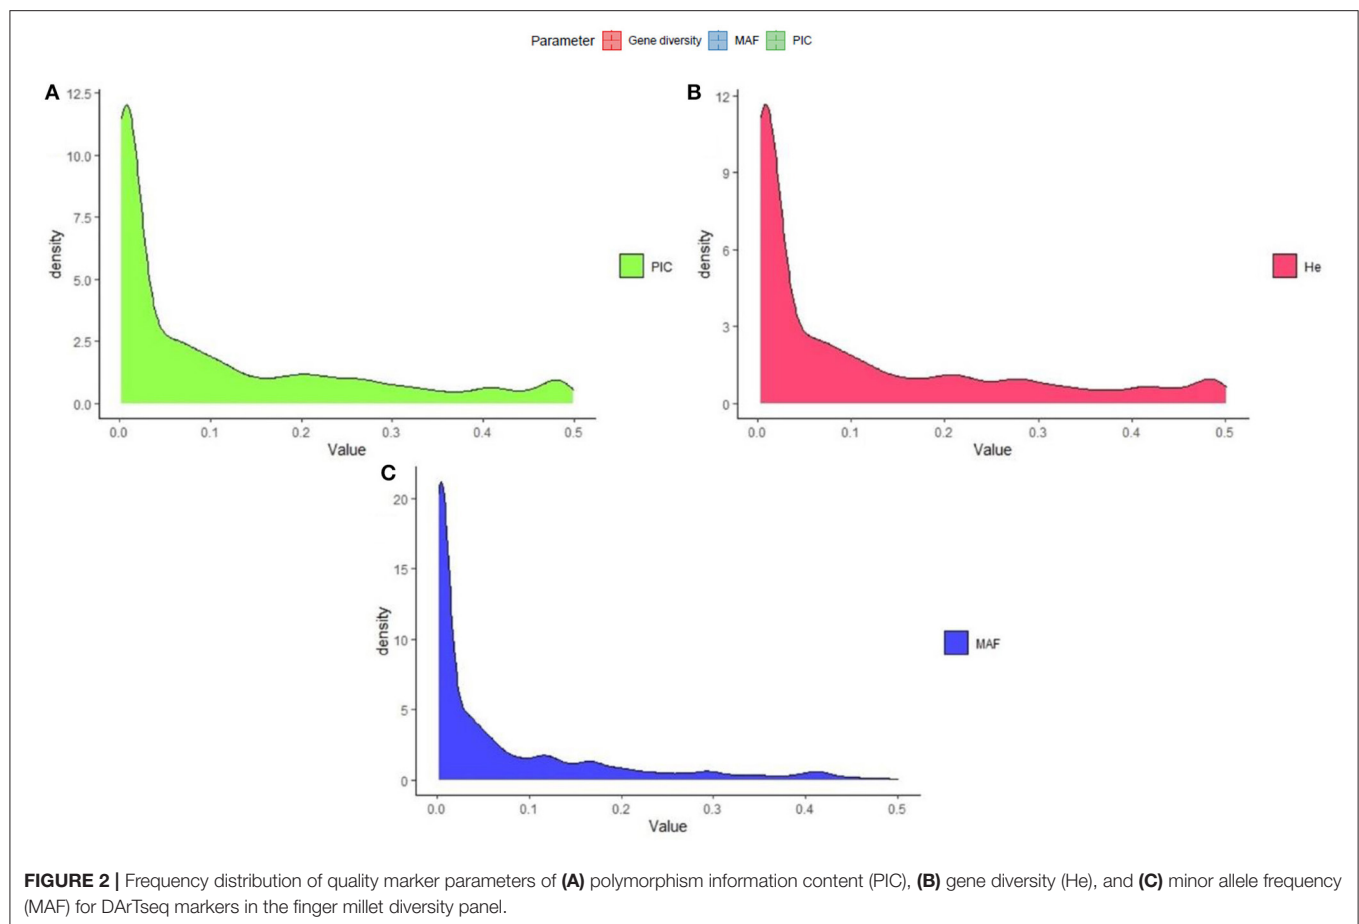 Parameter Gene diversity MAF PIC
A
12.5
10.0
7.5
5.0
2.5
0.0
density
0.0 0.1 0.2 0.3 0.4 0.5
Value
PIC
B
12
9
6
3
0
density
0.0 0.1 0.2 0.3 0.4 0.5
Value
He
C
20
15
10
5
0
density
0.0 0.1 0.2 0.3 0.4 0.5
Value
MAF
FIGURE 2 | Frequency distribution of quality marker parameters of (A) polymorphism information content (PIC), (B) gene diversity (He), and (C) minor allele frequency
(MAF) for DArTseq markers in the finger millet diversity panel.